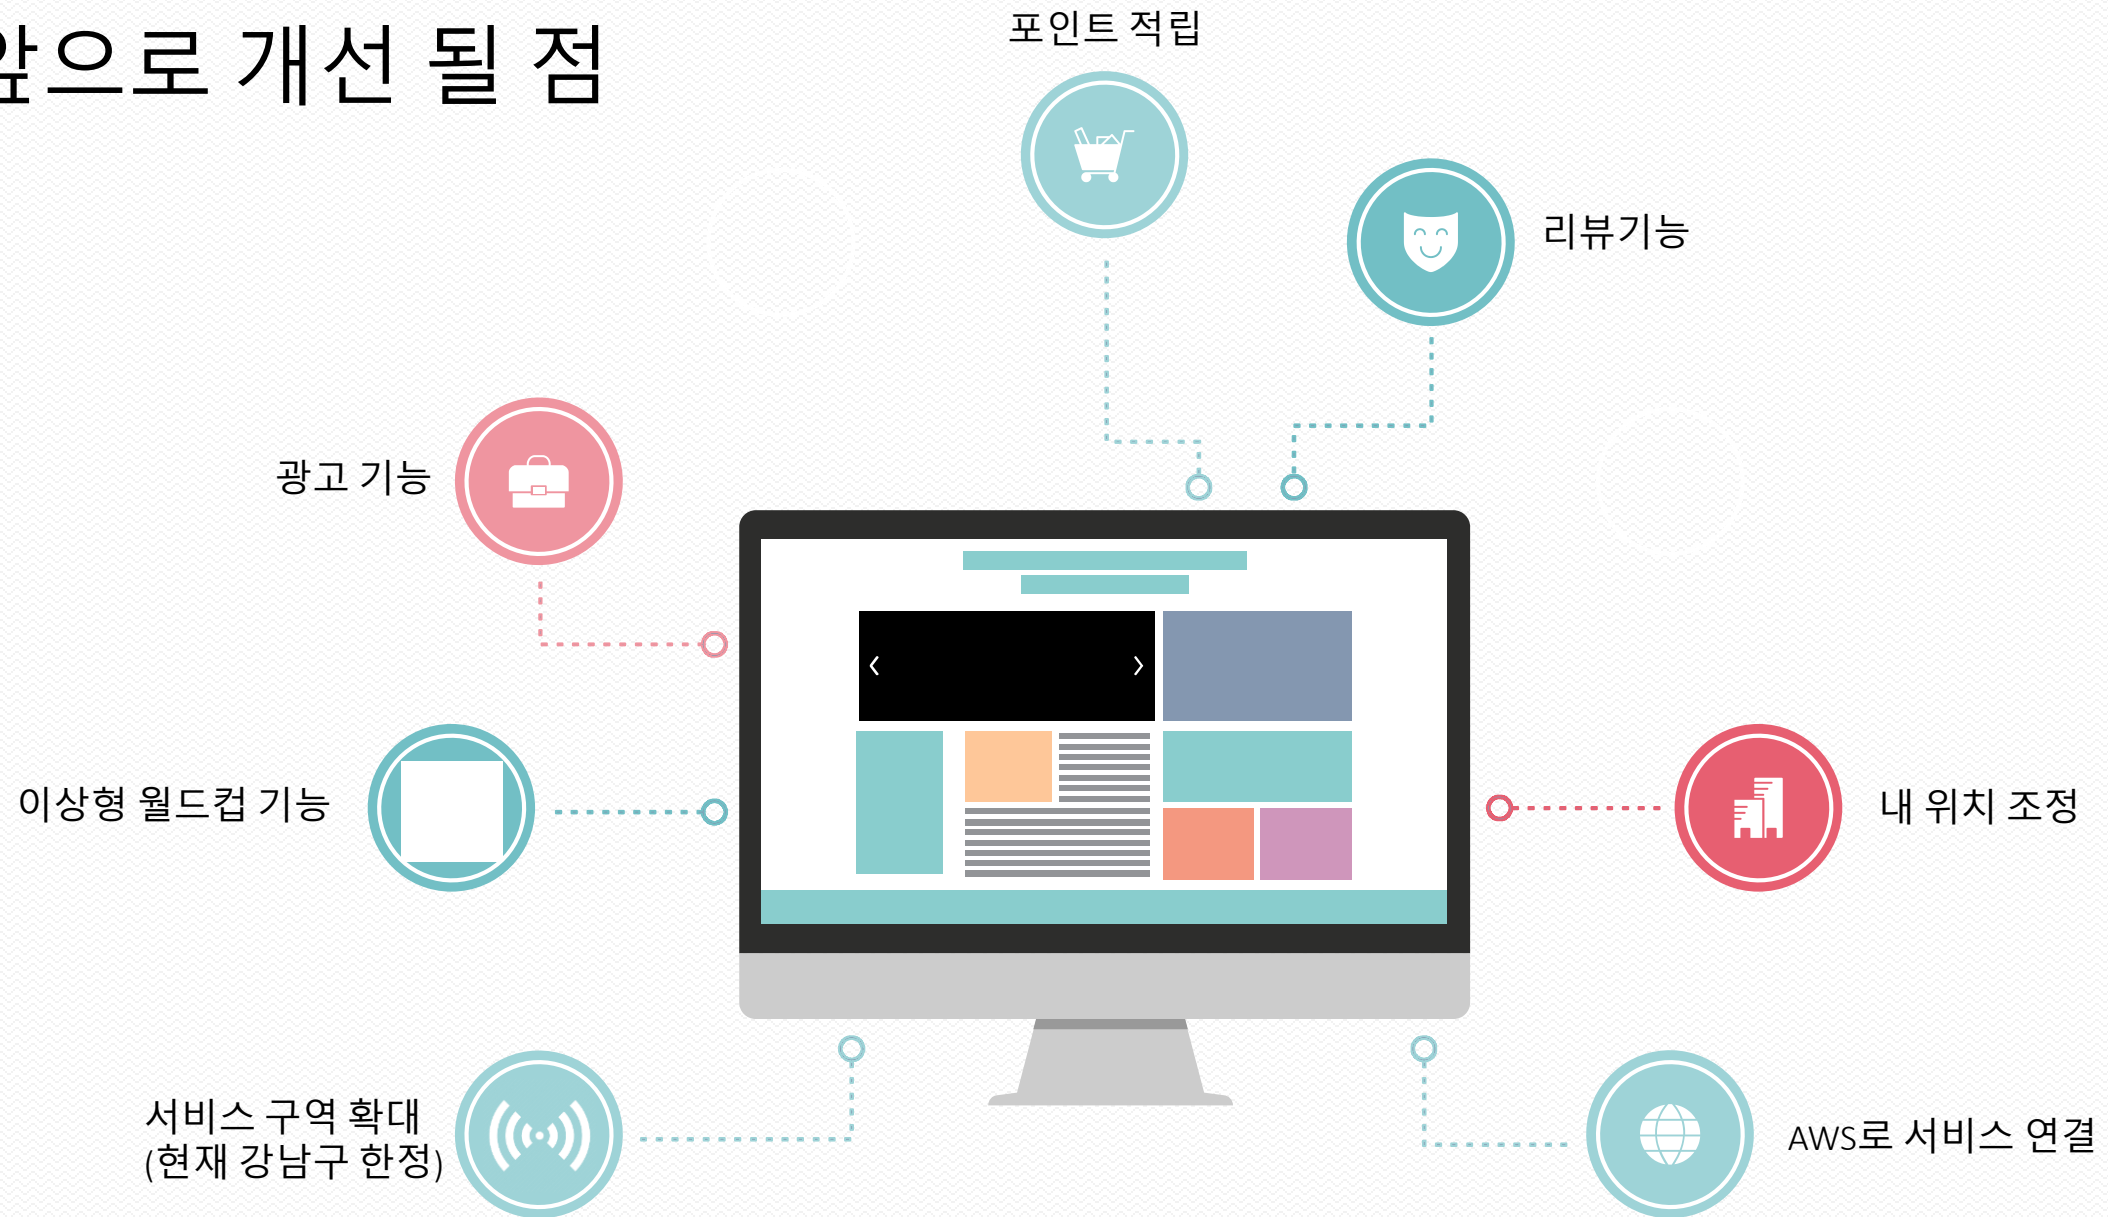 앞으로 개선 될 점
포인트 적립
리뷰기능
광고 기능
이상형 월드컵 기능
내 위치 조정
서비스 구역 확대
(현재 강남구 한정)
AWS로 서비스 연결